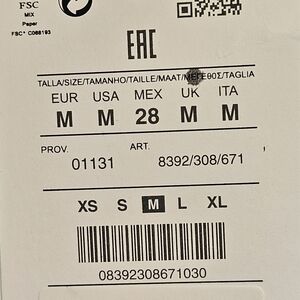 FSC
MIX
Paper
FSC® C068193
EAC
TALLA/SIZE/TAMANHO/TAILLE/MAAT/ΜΕΓΕΘΟΣ/TAGLIA
EUR USA MEX UK ITA
M M 28 M M
PROV. ART.
01131 8392/308/671
XS S M L XL
08392308671030